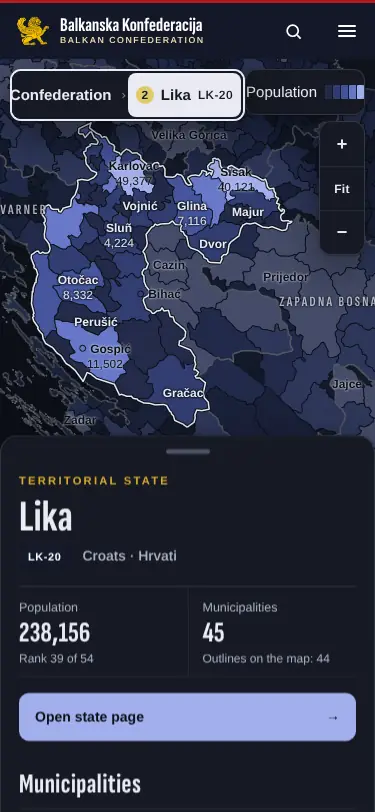 Balkanska Konfederacija
BALKAN CONFEDERATION
Confederation › 2 Lika LK-20
Population
Velika Gorica
+
Karlovac
49,377
Sisak
40,121
Fit
VARNER
Vojnić
Glina
7,116
Majur
−
Sluñ
4,224
Dvor
Cazin
Otočac
8,332
Bihać
Prijedor
ZAPADNA BOSNA
Perušić
Gospić
11,502
Gračac
Jajce
Zadar
TERRITORIAL STATE
Lika
LK-20 Croats · Hrvati
Population
238,156
Rank 39 of 54
Municipalities
45
Outlines on the map: 44
Open state page →
Municipalities